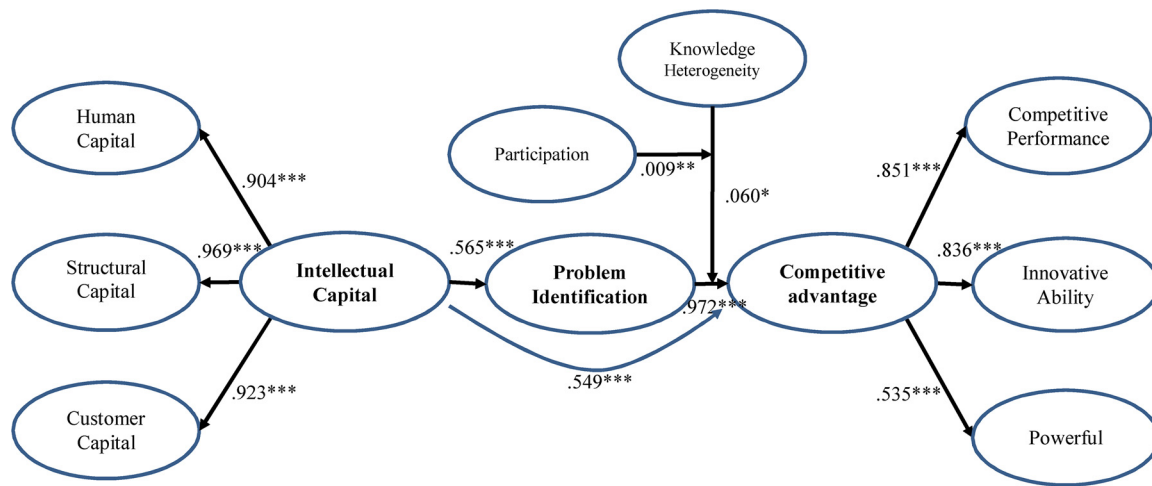 Knowledge
Heterogeneity
Human
Capital
Participation
Competitive
Performance
.009**
.851***
.904***
.060*
.969***
.565***
.836***
Structural
Capital
Intellectual
Capital
Problem
Identification
Competitive
advantage
Innovative
Ability
.972***
.549***
.923***
.535***
Customer
Capital
Powerful